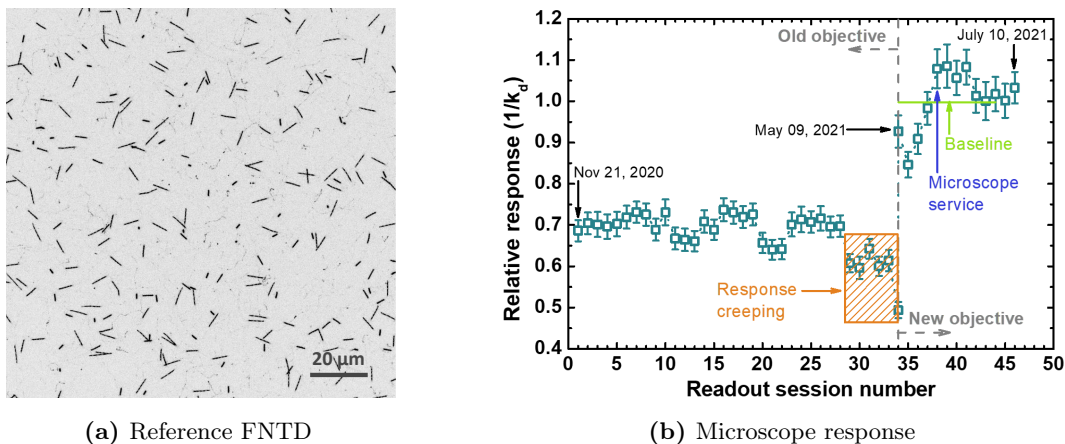 20 μm
(a) Reference FNTD
Relative response (1/k_d)
1.2
1.1
1.0
0.9
0.8
0.7
0.6
0.5
0.4
Old objective
July 10, 2021
May 09, 2021
Baseline
Nov 21, 2020
Microscope
service
Response
creeping
New objective
0 5 10 15 20 25 30 35 40 45 50
Readout session number
(b) Microscope response